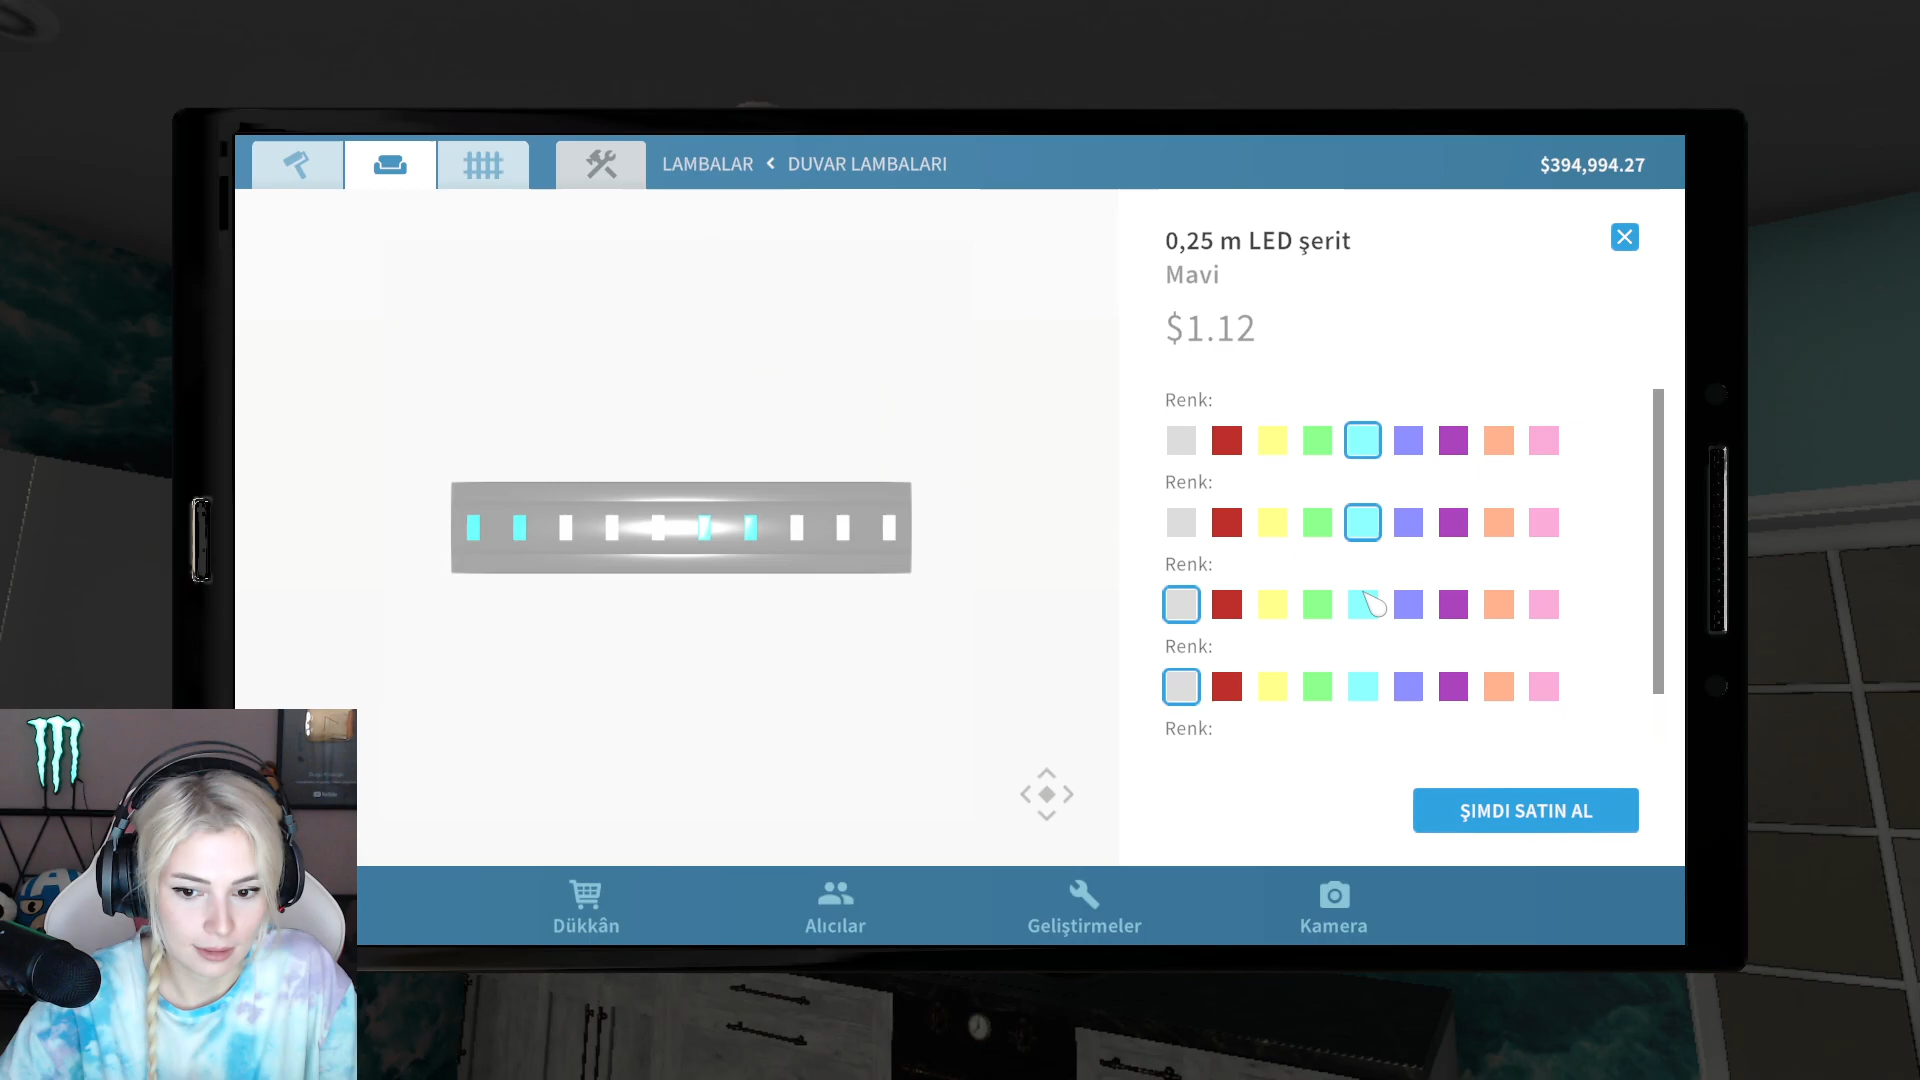 LAMBALAR < DUVAR LAMBALARI
$394,994.27
0,25 m LED şerit
Mavi
$1.12
Renk:
Renk:
Renk:
Renk:
Renk:
ŞIMDI SATIN AL
Dükkân
Alıcılar
Geliştirmeler
Kamera